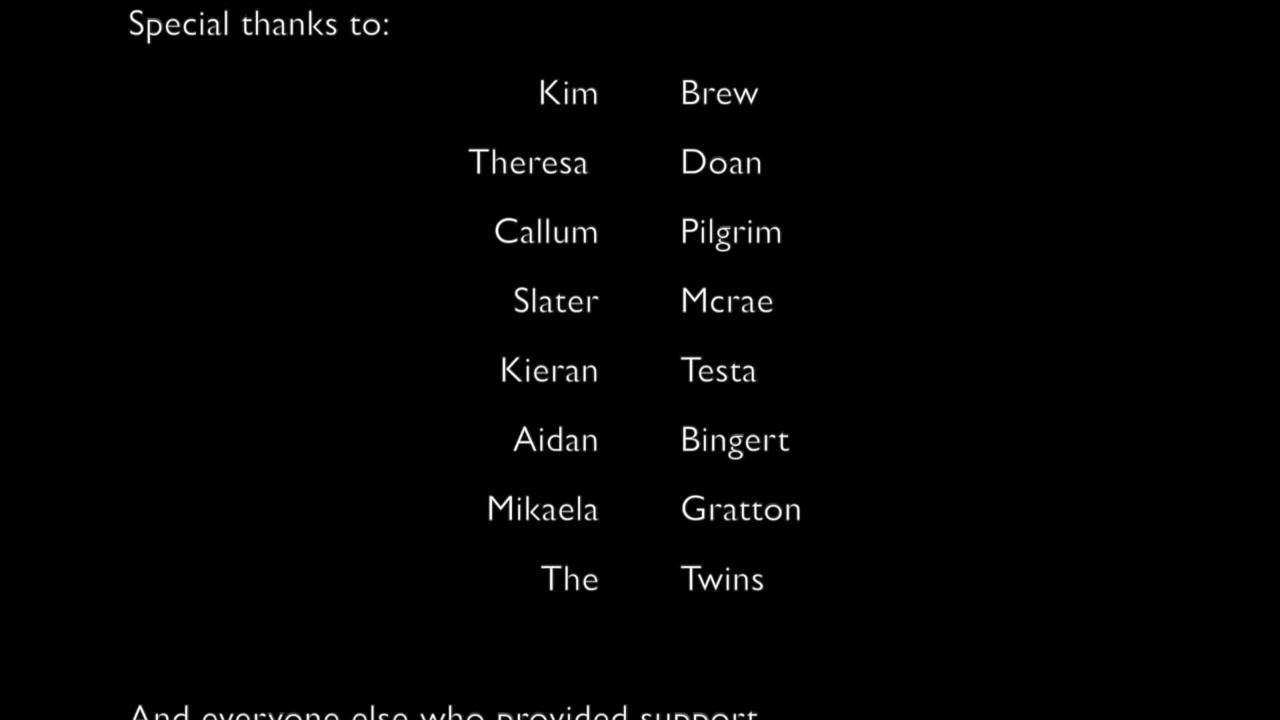 Special thanks to:
Kim Brew
Theresa Doan
Callum Pilgrim
Slater Mcrae
Kieran Testa
Aidan Bingert
Mikaela Gratton
The Twins
And everyone else who provided support